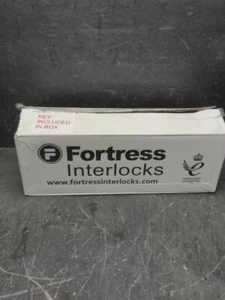 KEY
INCLUDED
IN BOX
Fortress
Interlocks
www.fortressinterlocks.com